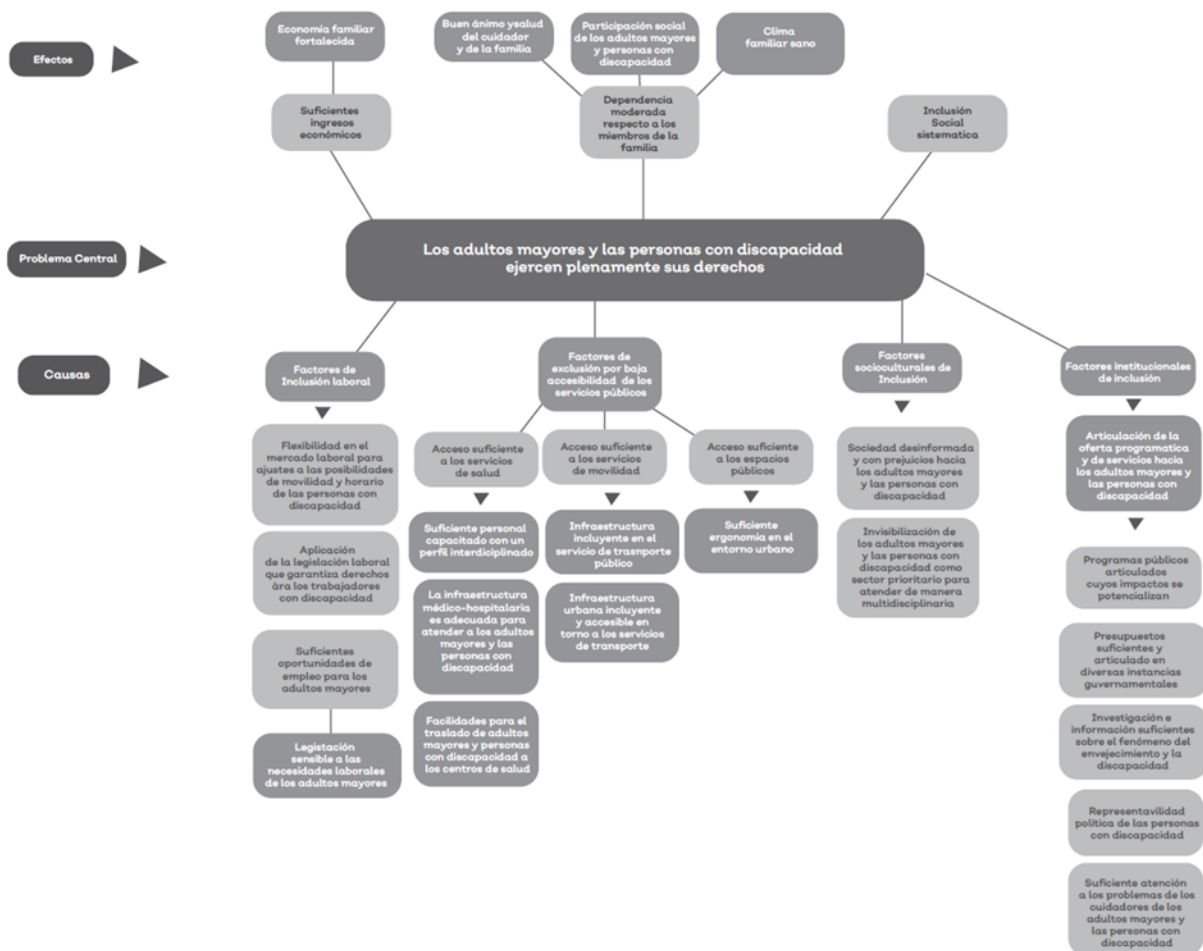 Efectos
Economía familiar
fortalecida
Buen ánimo ysalud
del cuidador
y de la familia
Participación social
de los adultos mayores
y personas con
discapacidad
Clima
familiar sano
Suficientes
ingresos
económicos
Dependencia
moderada
respecto a los
miembros de la
familia
Inclusión
Social
sistematica
Problema Central
Los adultos mayores y las personas con discapacidad
ejercen plenamente sus derechos
Causas
Factores de
Inclusión laboral
Flexibilidad en el
mercado laboral para
ajustes a las posibilidades
de movilidad y horario
de las personas con
discapacidad
Aplicación
de la legislación laboral
que garantiza derechos
àra los trabajadores
con discapacidad
Suficientes
oportunidades de
empleo para los
adultos mayores
Legistación
sensible a las
necesidades laborales
de los adultos mayores
Factores de
exclusión por baja
accesibilidad de los
servicios públicos
Acceso suficiente
a los servicios
de salud
Suficiente personal
capacitado con un
perfil interdiciplinado
La infraestructura
médico-hospitalaria
es adecuada para
atender a los adultos
mayores y las
personas con
discapacidad
Facilidades para el
traslado de adultos
mayores y personas
con discapacidad a
los centros de salud
Acceso suficiente
a los servicios
de movilidad
Infraestructura
incluyente en el
servicio de trasnporte
público
Infraestructura
urbana incluyente
y accesible en
torno a los servicios
de transporte
Acceso suficiente
a los espacios
públicos
Suficiente
ergonomia en el
entorno urbano
Factores
socioculturales de
Inclusión
Sociedad desinformada
y con prejuicios hacia
los adultos mayores
y las personas con
discapacidad
Invisibilización de
los adultos mayores
y las personas con
discapacidad como
sector prioritario para
atender de manera
multidisciplinaria
Factores institucionales
de inclusión
Articulación de la
oferta programatica
y de servicios hacia
los adultos mayores y
las personas con
discapacidad
Programas públicos
articulados
cuyos impactos se
potencializan
Presupuestos
suficientes y
articulado en
diversas instancias
guvernamentales
Investigación e
información suficientes
sobre el fenómeno del
envejecimiento y la
discapacidad
Representavilidad
política de las personas
con discapacidad
Suficiente atención
a los problemas de los
cuidadores de los
adultos mayores y
las personas con
discapacidad